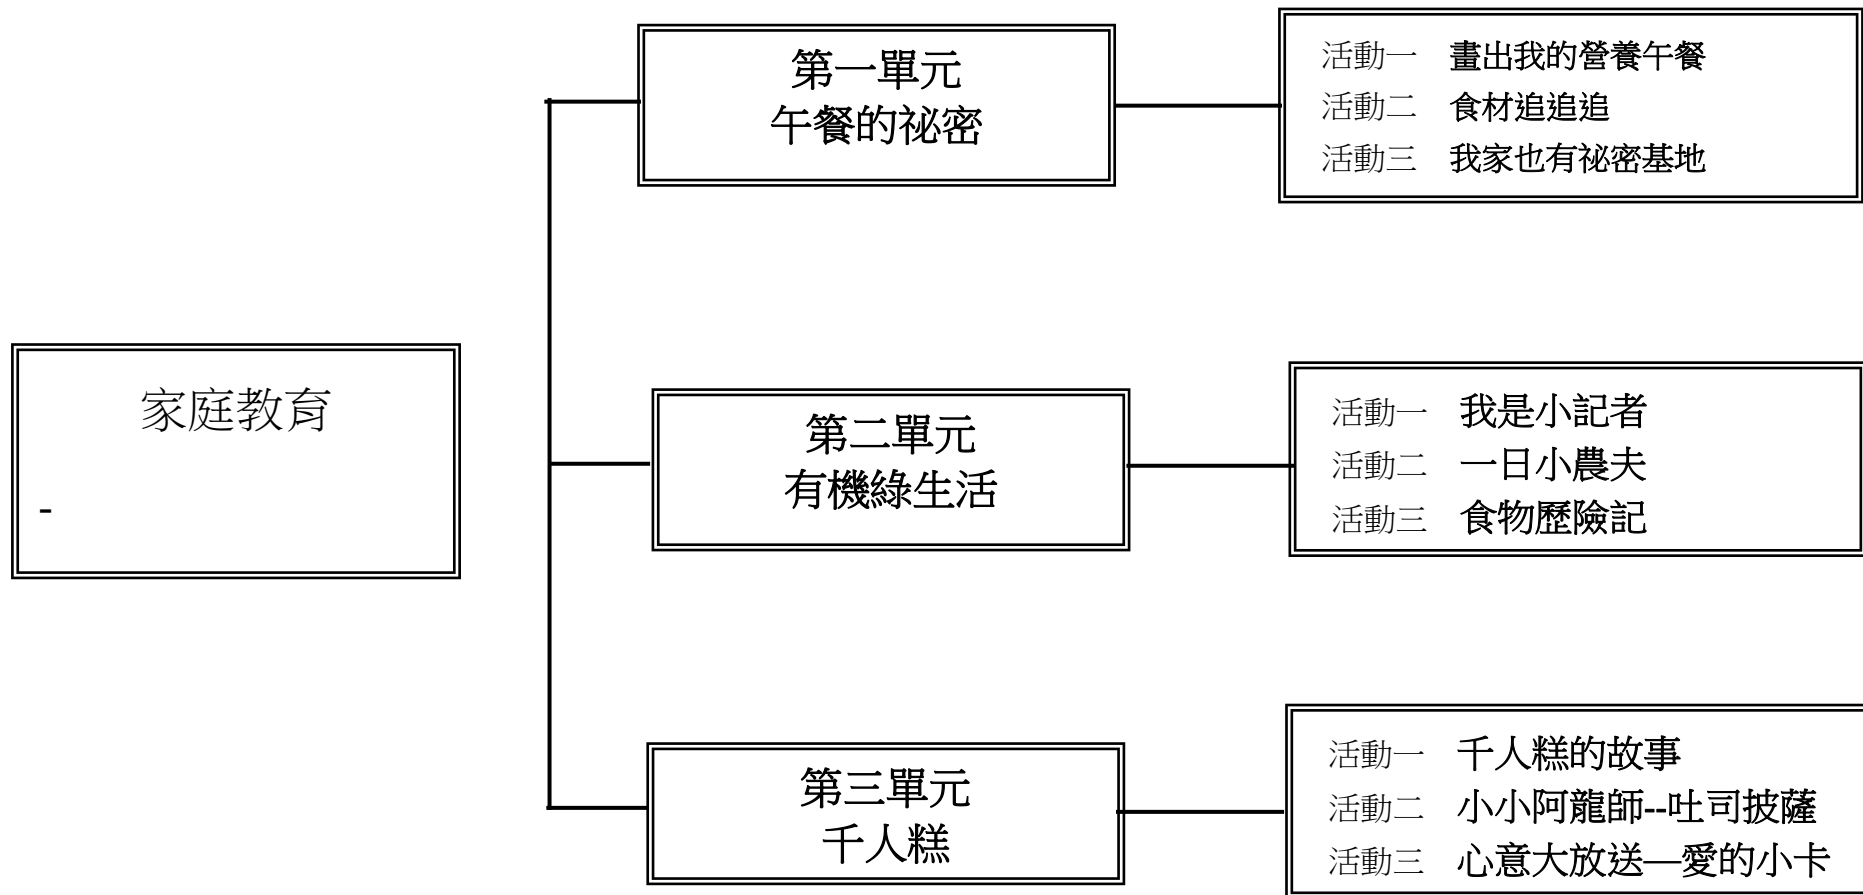 家庭教育
-
第一單元
午餐的祕密
活動一 畫出我的營養午餐
活動二 食材追追追
活動三 我家也有祕密基地
第二單元
有機綠生活
活動一 我是小記者
活動二 一日小農夫
活動三 食物歷險記
第三單元
千人糕
活動一 千人糕的故事
活動二 小小阿龍師--吐司披薩
活動三 心意大放送—愛的小卡